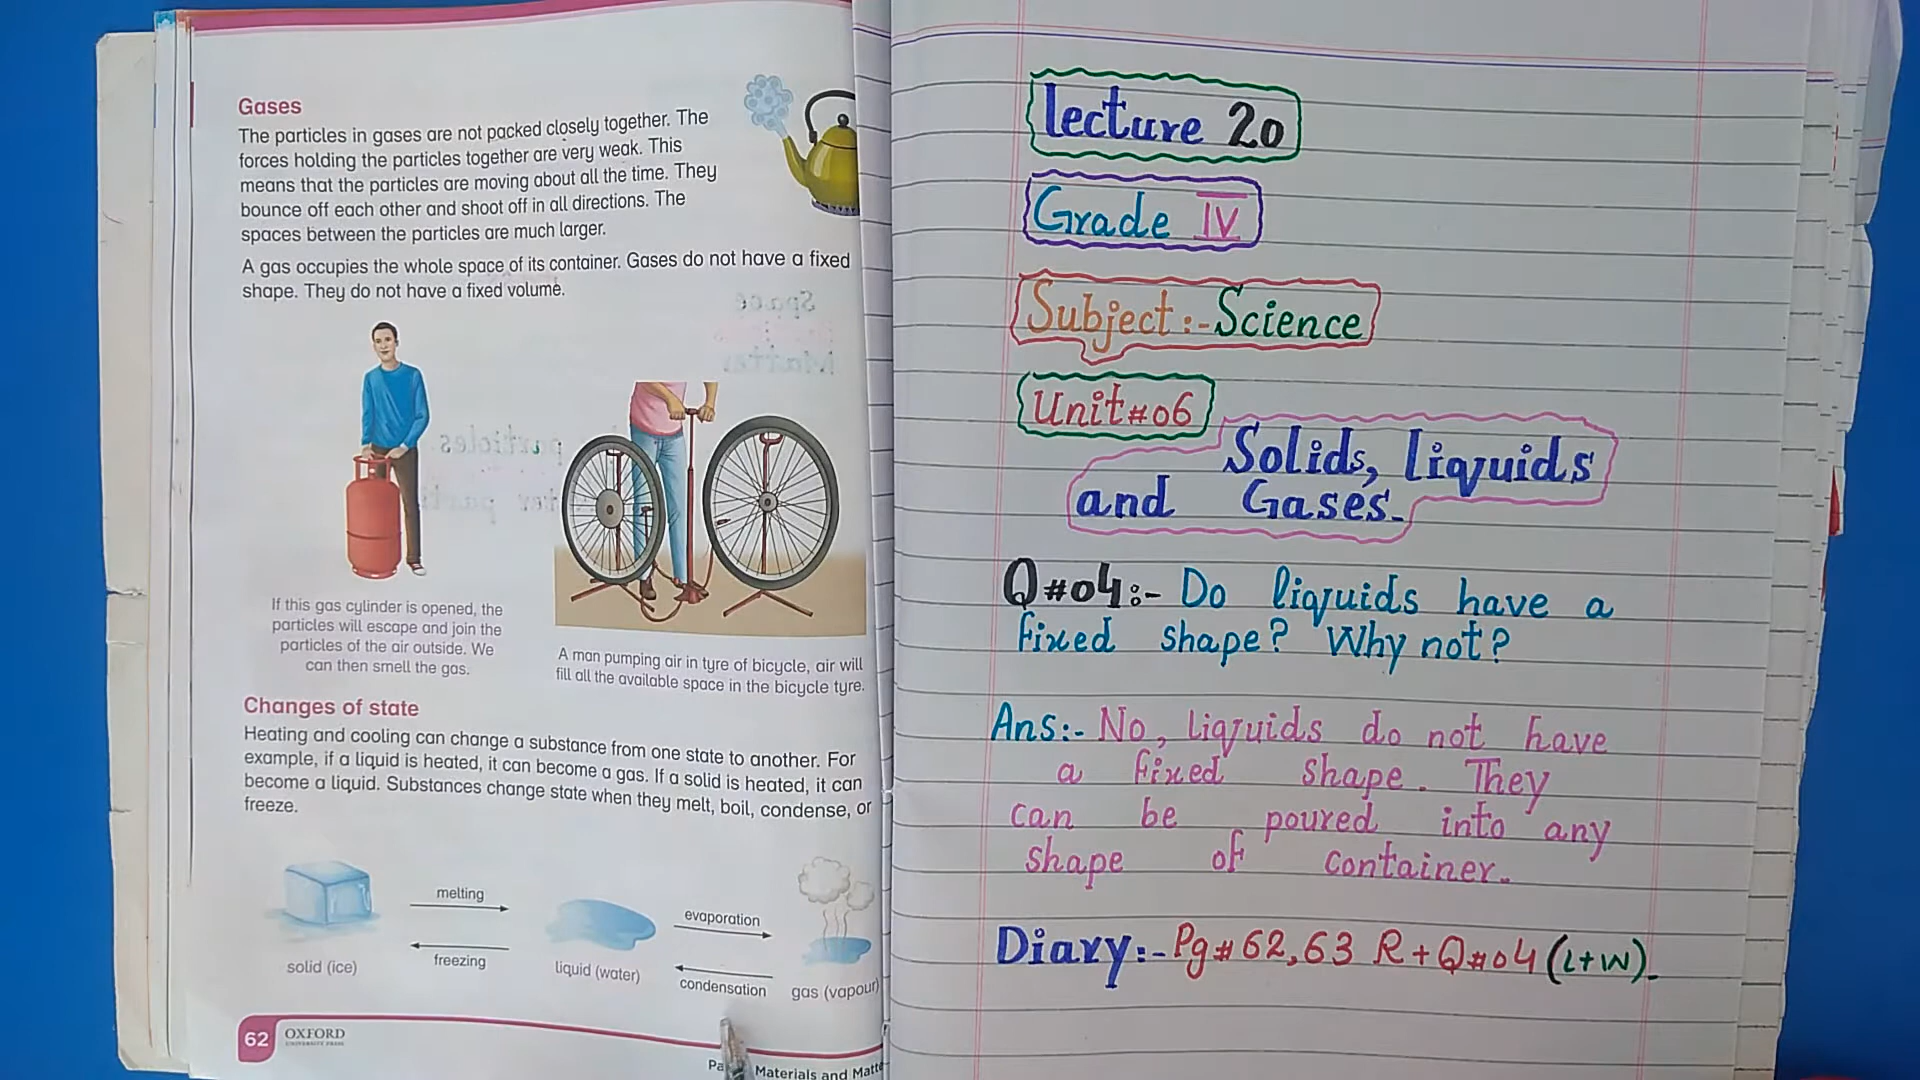 Gases
The particles in gases are not packed closely together. The
forces holding the particles together are very weak. This
means that the particles are moving about all the time. They
bounce off each other and shoot off in all directions. The
spaces between the particles are much larger.
A gas occupies the whole space of its container. Gases do not have a fixed
shape. They do not have a fixed volume.
If this gas cylinder is opened, the
particles will escape and join the
particles of the air outside. We
can then smell the gas.
A man pumping air in tyre of bicycle, air will
fill all the available space in the bicycle tyre.
Changes of state
Heating and cooling can change a substance from one state to another. For
example, if a liquid is heated, it can become a gas. If a solid is heated, it can
become a liquid. Substances change state when they melt, boil, condense, or
freeze.
melting
evaporation
freezing
condensation
solid (ice)
liquid (water)
gas (vapour)
62
OXFORD
UNIVERSITY PRESS
Materials and
lecture 20
Grade IV
Subject:-Science
Unit#06
Solids, liquids
and Gases.
Q#04:- Do liquids have a
fixed shape? Why not?
Ans:- No, liquids do not have
a fixed shape. They
can be poured into any
shape of container.
Diary:- Pg#62,63 R+Q#04(L+W).